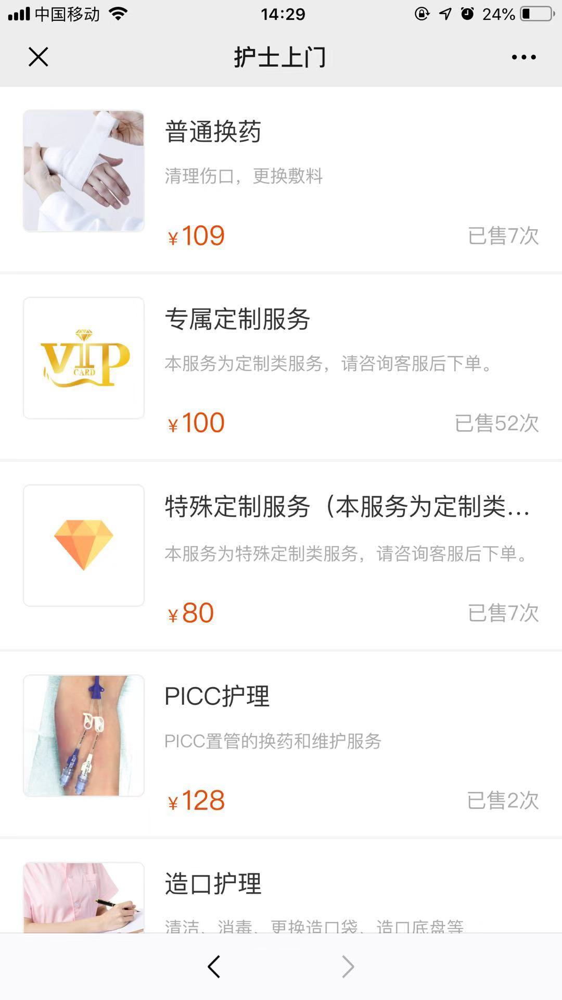 中国移动
14:29
24%
护士上门
普通换药
清理伤口，更换敷料
¥109
已售7次
VIP
CARD
专属定制服务
本服务为定制类服务，请咨询客服后下单。
¥100
已售52次
特殊定制服务（本服务为定制类...
本服务为特殊定制类服务，请咨询客服后下单。
¥80
已售7次
PICC护理
PICC置管的换药和维护服务
¥128
已售2次
造口护理
清洁、消毒、更换造口袋、造口底盘等